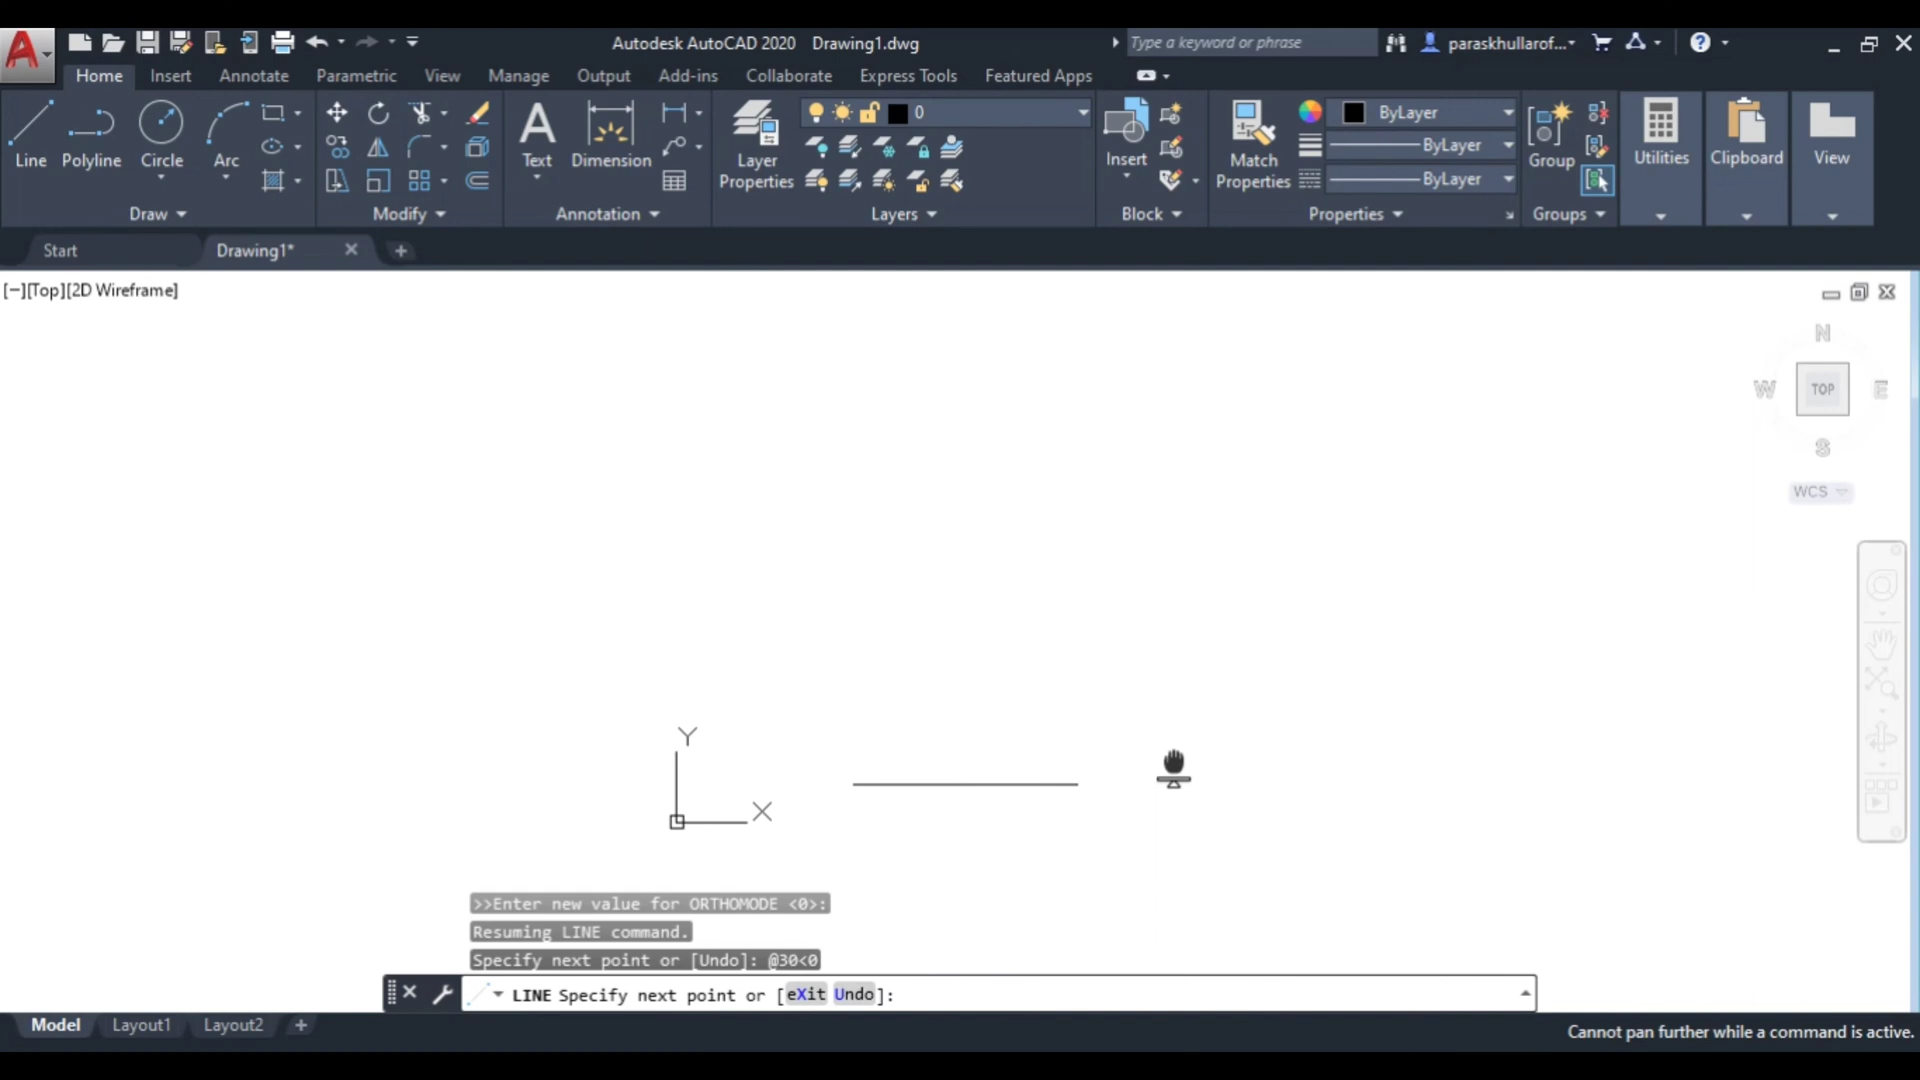 Autodesk AutoCAD 2020 Drawing1.dwg
Type a keyword or phrase
paraskhullarof...
Home Insert Annotate Parametric View Manage Output Add-ins Collaborate Express Tools Featured Apps
0
ByLayer
Line Polyline Circle Arc
Text Dimension
Layer
Properties
Insert
Match
Properties
ByLayer
ByLayer
Group
Utilities Clipboard View
Draw Modify Annotation Layers Block Properties Groups
Start Drawing1*
[−][Top][2D Wireframe]
N
W TOP E
S
WCS
Y
X
>>Enter new value for ORTHOMODE <0>:
Resuming LINE command.
Specify next point or [Undo]: @30<0
LINE Specify next point or [eXit Undo]:
Model Layout1 Layout2
Cannot pan further while a command is active.